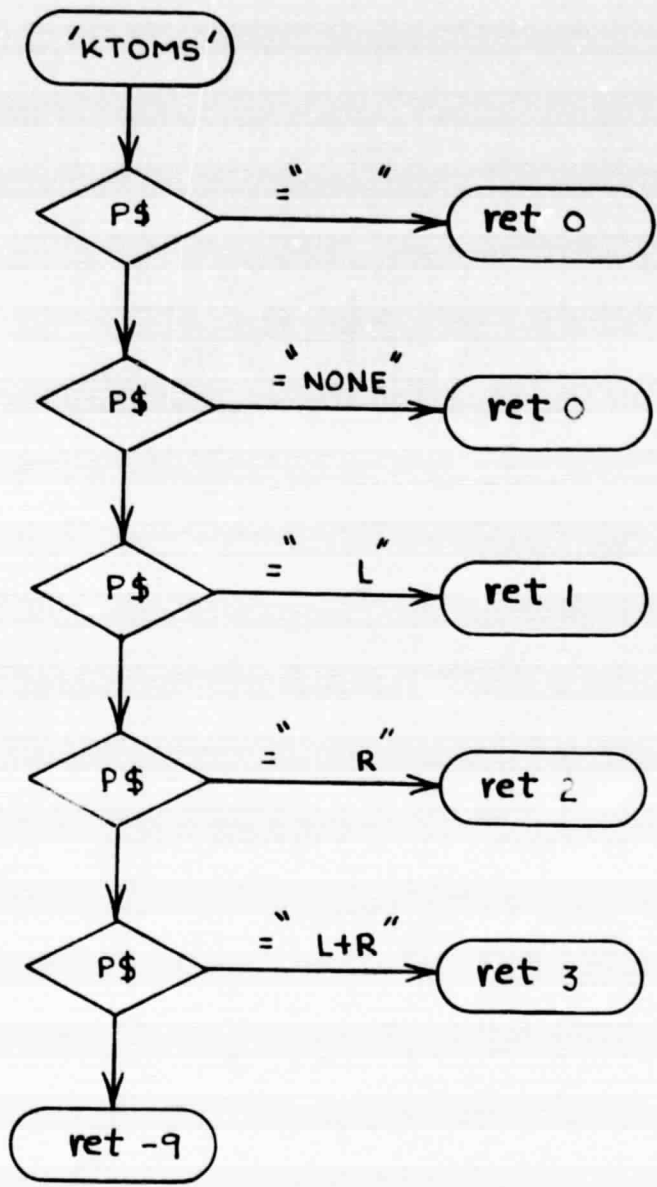 'KTOMS'
P$ =" " ret 0
P$ ="NONE" ret 0
P$ =" L" ret 1
P$ =" R" ret 2
P$ =" L+R" ret 3
ret -9